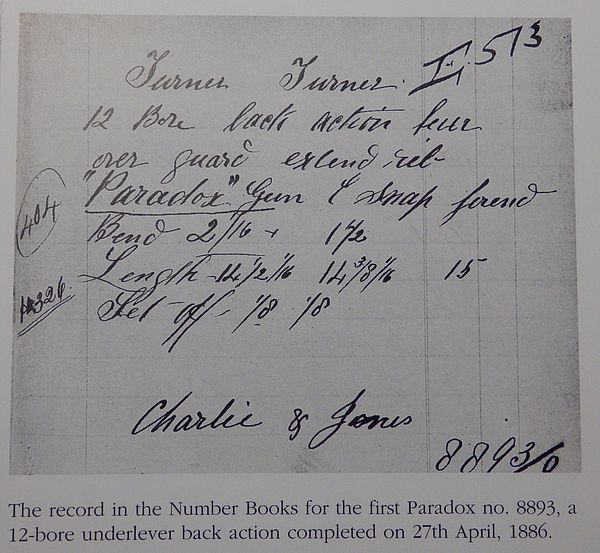 Turner Turner. 573
12 Bore back action lever
over guard extend rib
"Paradox" Gun & snap forend
404
Bend 2 1/16 1 1/2
Length 14 1/2 1/16 14 3/8 1/16 15
326
Set off 1/8 1/8
Charlie & Jones
8893/0
The record in the Number Books for the first Paradox no. 8893, a
12-bore underlever back action completed on 27th April, 1886.